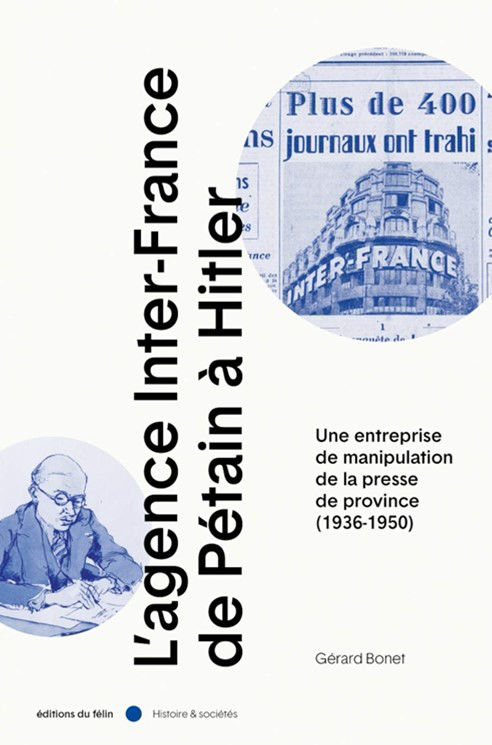 Plus de 400
journaux ont trahi
INTER-FRANCE
L'agence Inter-France
de Pétain à Hitler
Une entreprise
de manipulation
de la presse
de province
(1936-1950)
Gérard Bonet
éditions du félin
Histoire & sociétés